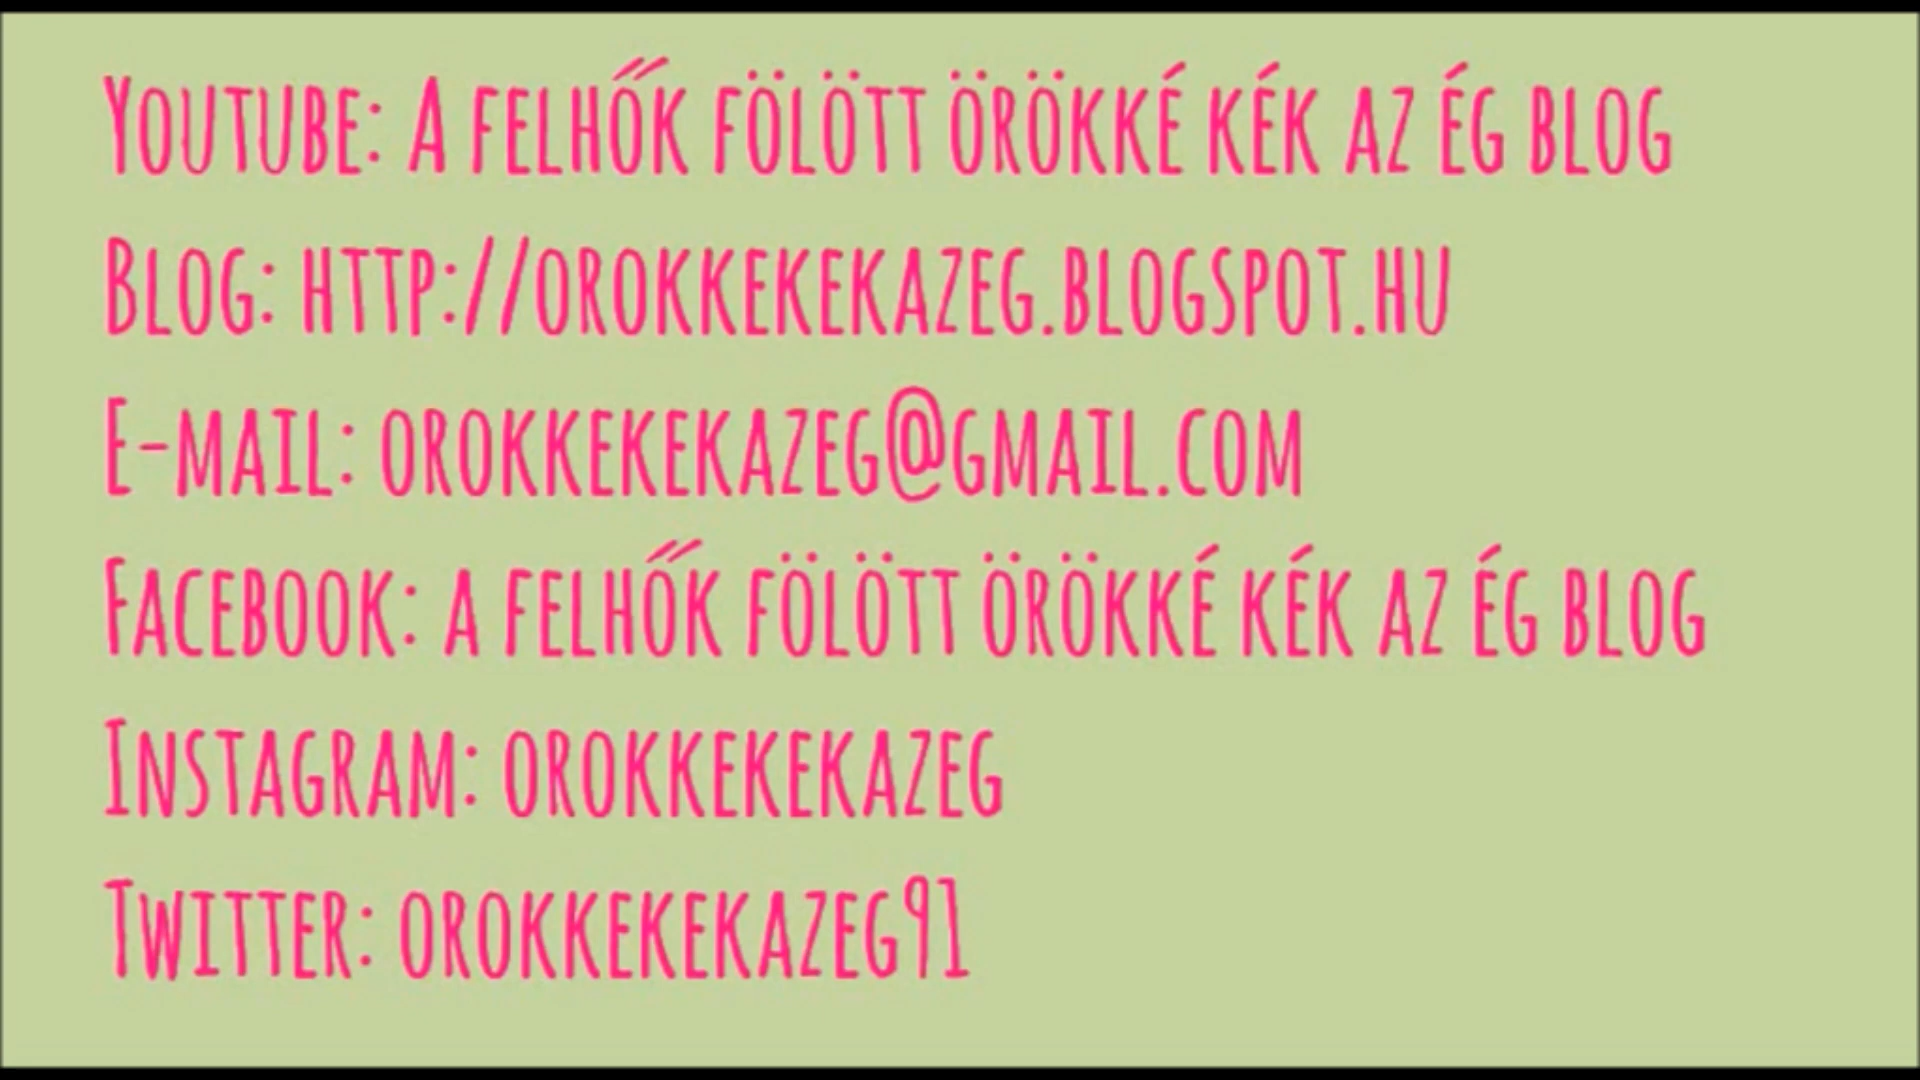 Youtube: A felhők fölött örökké kék az ég blog
Blog: http://orokkekekazeg.blogspot.hu
E-mail: orokkekekazeg@gmail.com
Facebook: a felhők fölött örökké kék az ég blog
Instagram: orokkekekazeg
Twitter: orokkekekazeg91